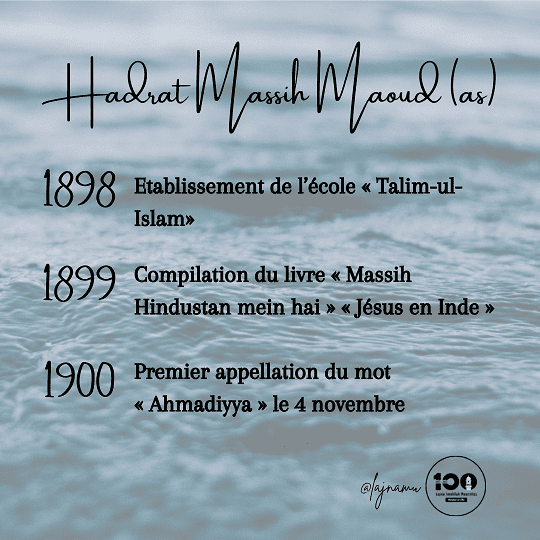 Hadrat Massih Maoud (as)
1898
Etablissement de l'école « Talim-ul-
Islam»
1899
Compilation du livre « Massih
Hindustan mein hai » « Jésus en Inde »
1900
Premier appellation du mot
« Ahmadiyya » le 4 novembre
@lajnamu
100